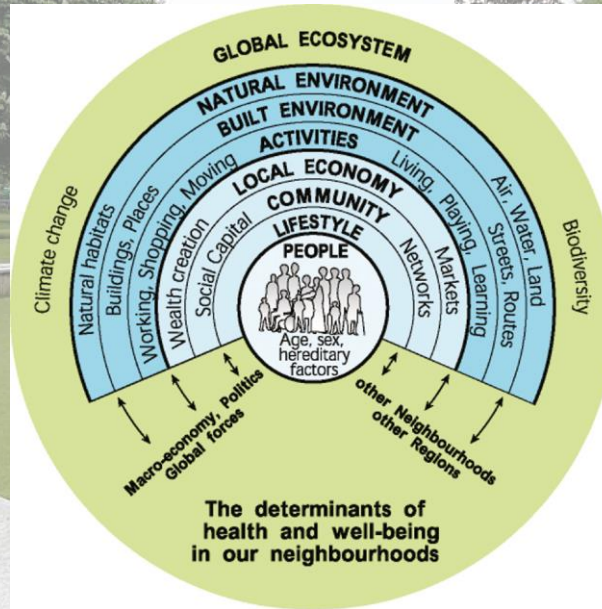 GLOBAL ECOSYSTEM
NATURAL ENVIRONMENT
BUILT ENVIRONMENT
ACTIVITIES
LOCAL ECONOMY
COMMUNITY
LIFESTYLE
PEOPLE
Age, sex,
hereditary
factors
Climate change
Natural habitats
Buildings, Places
Working, Shopping, Moving
Wealth creation
Social Capital
Networks
Markets
Living, Playing, Learning
Streets, Routes
Air, Water, Land
Biodiversity
Macro-economy, Politics
Global forces
other Neighbourhoods
other Regions
The determinants of
health and well-being
in our neighbourhoods